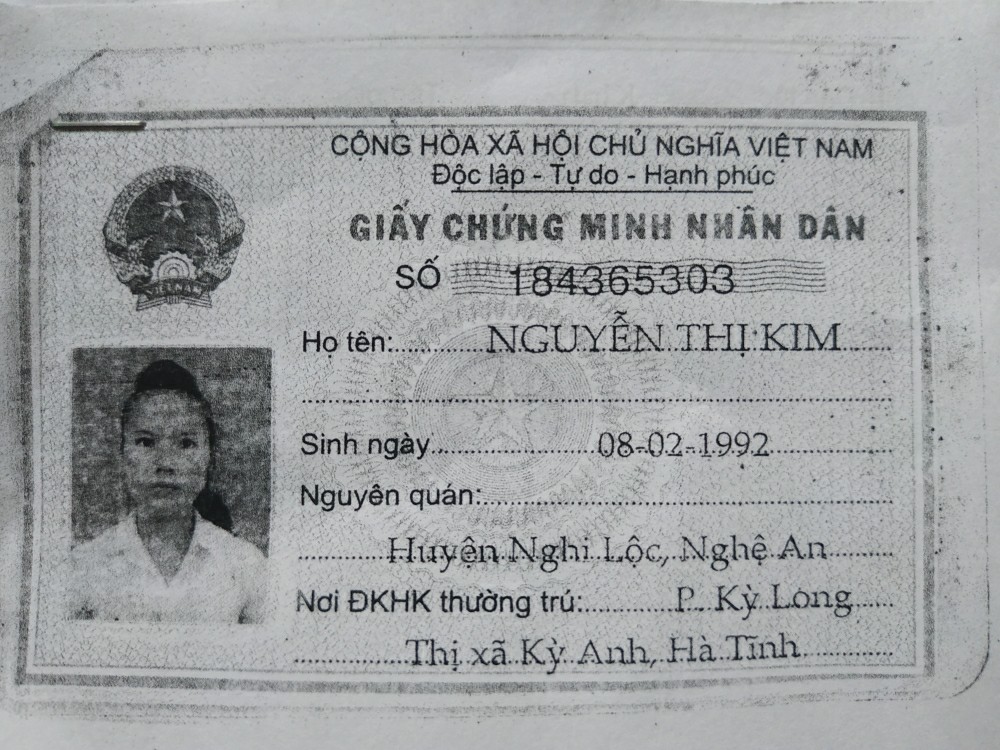 CỘNG HÒA XÃ HỘI CHỦ NGHĨA VIỆT NAM
Độc lập - Tự do - Hạnh phúc
GIẤY CHỨNG MINH NHÂN DÂN
SỐ 184365303
VIỆT NAM
Họ tên: NGUYỄN THỊ KIM
Sinh ngày 08-02-1992
Nguyên quán:
Huyện Nghi Lộc, Nghệ An
Nơi ĐKHK thường trú: P. Kỳ Long
Thị xã Kỳ Anh, Hà Tĩnh